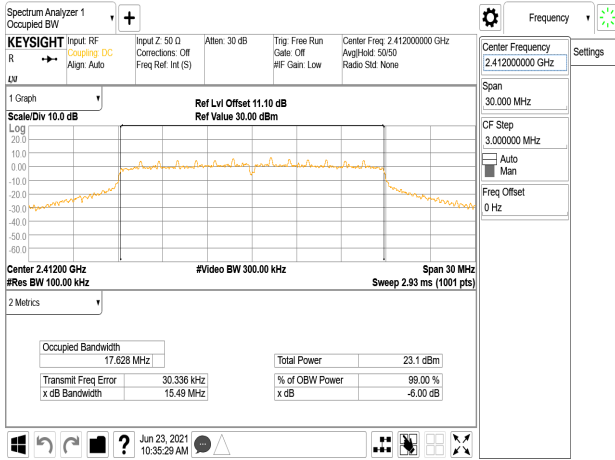 Spectrum Analyzer 1
Occupied BW
Frequency
KEYSIGHT
R
Input: RF
Coupling: DC
Align: Auto
Input Z: 50 Ω
Corrections: Off
Freq Ref: Int (S)
Atten: 30 dB
Trig: Free Run
Gate: Off
#IF Gain: Low
Center Freq: 2.412000000 GHz
Avg|Hold: 50/50
Radio Std: None
Center Frequency
2.412000000 GHz
Settings
Span
30.000 MHz
CF Step
3.000000 MHz
Auto
Man
Freq Offset
0 Hz
1 Graph
Scale/Div 10.0 dB
Ref Lvl Offset 11.10 dB
Ref Value 30.00 dBm
Log
20.0
10.0
0.00
-10.0
-20.0
-30.0
-40.0
-50.0
-60.0
Center 2.41200 GHz
#Res BW 100.00 kHz
#Video BW 300.00 kHz
Span 30 MHz
Sweep 2.93 ms (1001 pts)
2 Metrics
Occupied Bandwidth
17.628 MHz
Total Power 23.1 dBm
Transmit Freq Error 30.336 kHz
% of OBW Power 99.00 %
x dB Bandwidth 15.49 MHz
x dB -6.00 dB
Jun 23, 2021
10:35:29 AM